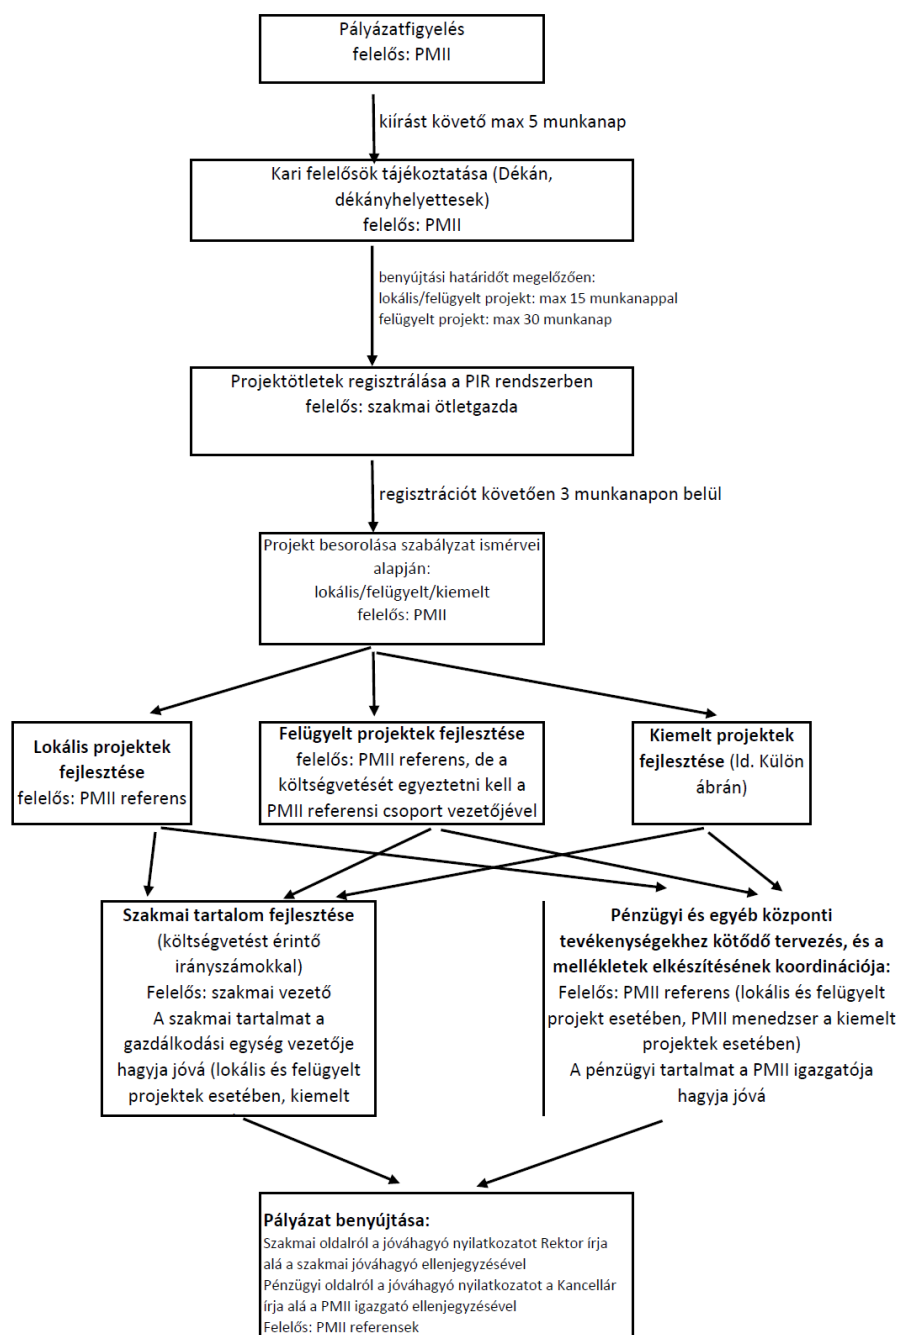 Pályázatfigyelés
felelős: PMII
kiírást követő max 5 munkanap
Kari felelősök tájékoztatása (Dékán,
dékányhelyettesek)
felelős: PMII
benyújtási határidőt megelőzően:
lokális/felügyelt projekt: max 15 munkanappal
felügyelt projekt: max 30 munkanap
Projektötletek regisztrálása a PIR rendszerben
felelős: szakmai ötletgazda
regisztrációt követően 3 munkanapon belül
Projekt besorolása szabályzat ismérvei
alapján:
lokális/felügyelt/kiemelt
felelős: PMII
Lokális projektek
fejlesztése
felelős: PMII referens
Felügyelt projektek fejlesztése
felelős: PMII referens, de a
költségvetését egyeztetni kell a
PMII referensi csoport vezetőjével
Kiemelt projektek
fejlesztése (ld. Külön
ábrán)
Szakmai tartalom fejlesztése
(költségvetést érintő
irányszámokkal)
Felelős: szakmai vezető
A szakmai tartalmat a
gazdálkodási egység vezetője
hagyja jóvá (lokális és felügyelt
projektek esetében, kiemelt
Pénzügyi és egyéb központi
tevékenységekhez kötődő tervezés, és a
mellékletek elkészítésének koordinációja:
Felelős: PMII referens (lokális és felügyelt
projekt esetében, PMII menedzser a kiemelt
projektek esetében)
A pénzügyi tartalmat a PMII igazgatója
hagyja jóvá
Pályázat benyújtása:
Szakmai oldalról a jóváhagyó nyilatkozatot Rektor írja
alá a szakmai jóváhagyó ellenjegyzésével
Pénzügyi oldalról a jóváhagyó nyilatkozatot a Kancellár
írja alá a PMII igazgató ellenjegyzésével
Felelős: PMII referensek